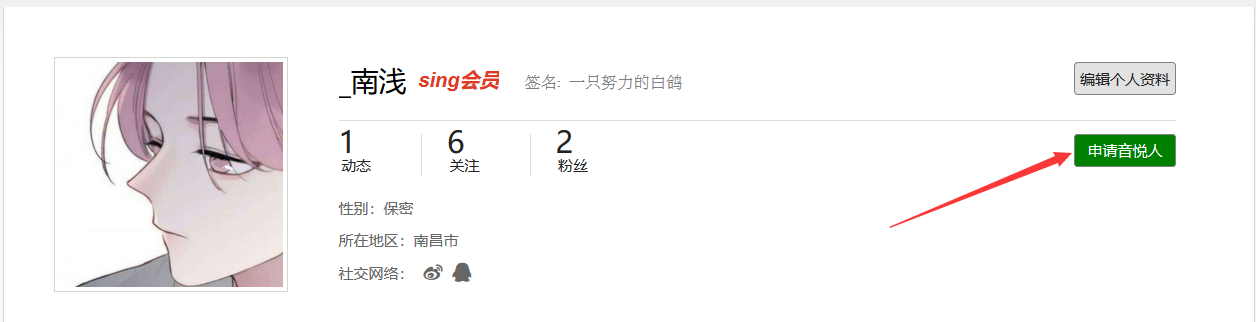 _南浅 sing会员 签名: 一只努力的白鸽 编辑个人资料
1 6 2
动态 关注 粉丝 申请音悦人
性别：保密
所在地区：南昌市
社交网络：